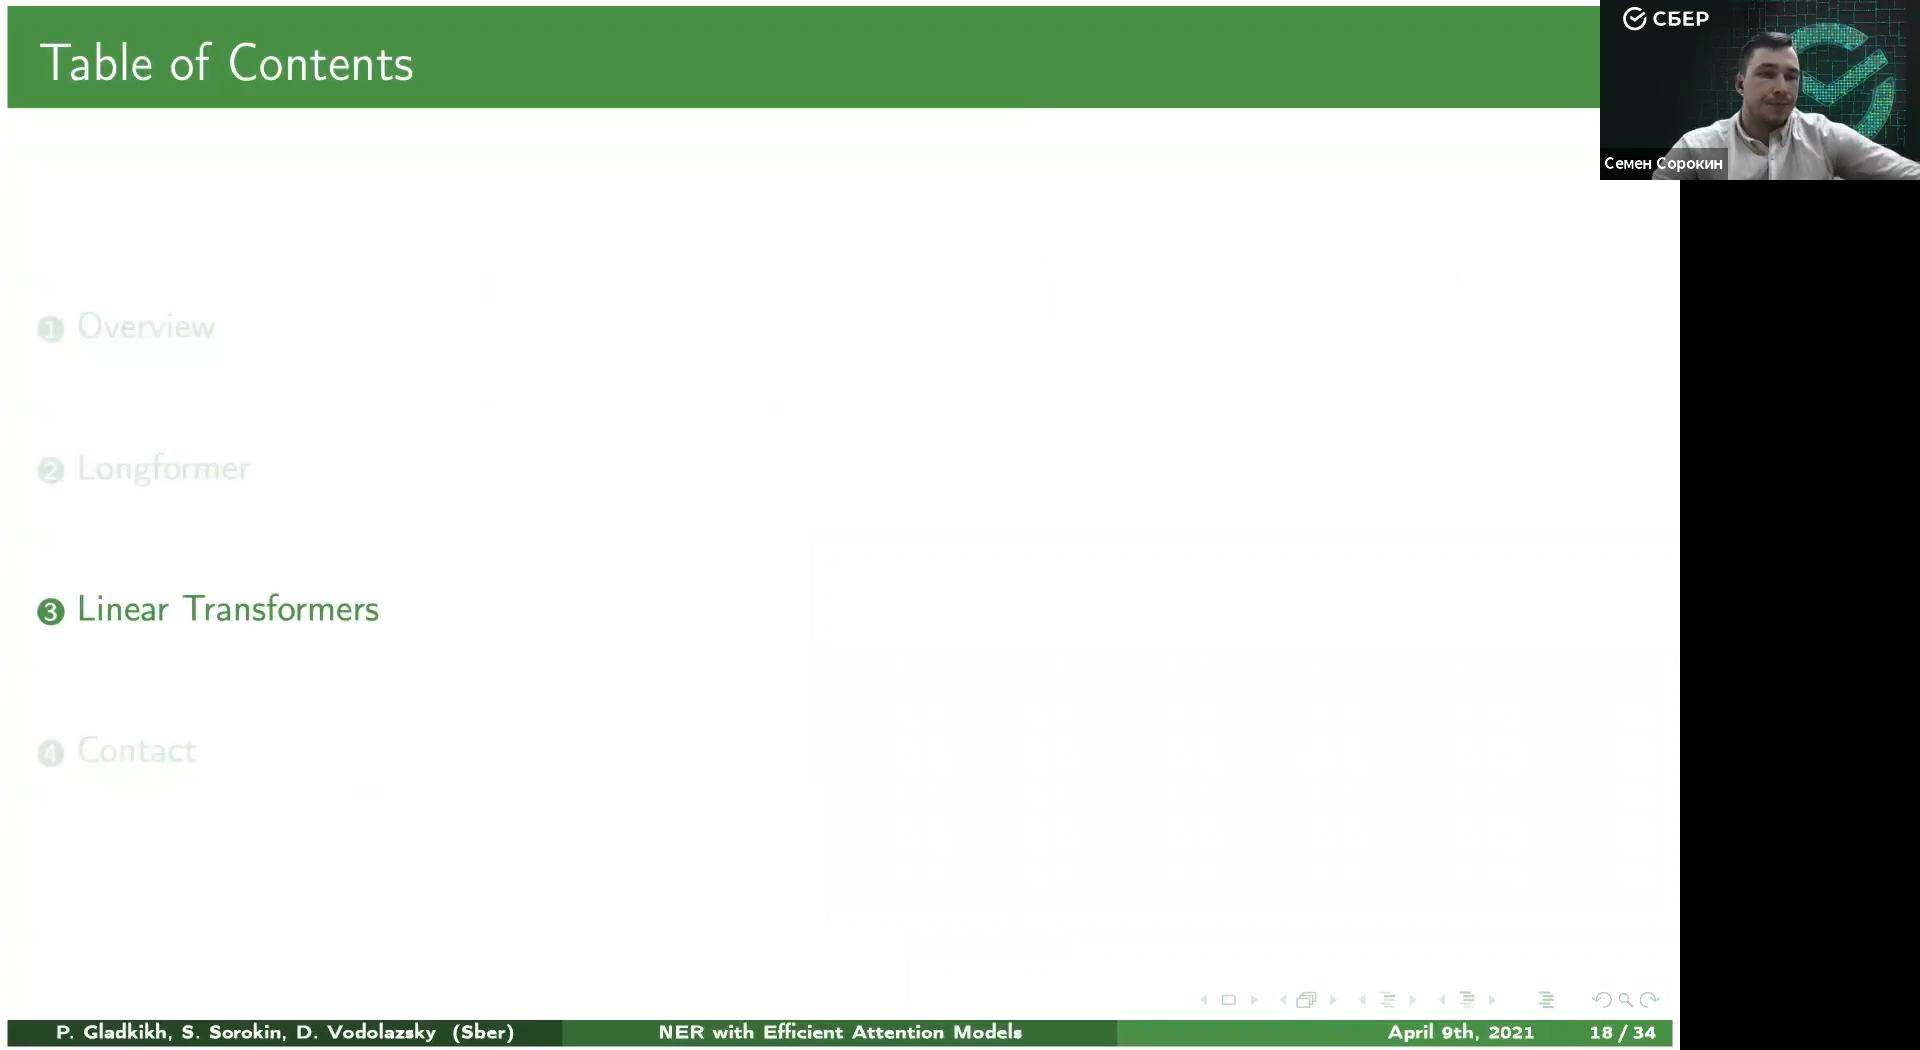 Table of Contents
СБЕР
Семен Сорокин
1 Overview
2 Longformer
3 Linear Transformers
4 Contact
P. Gladkikh, S. Sorokin, D. Vodolazsky (Sber) NER with Efficient Attention Models April 9th, 2021 18 / 34